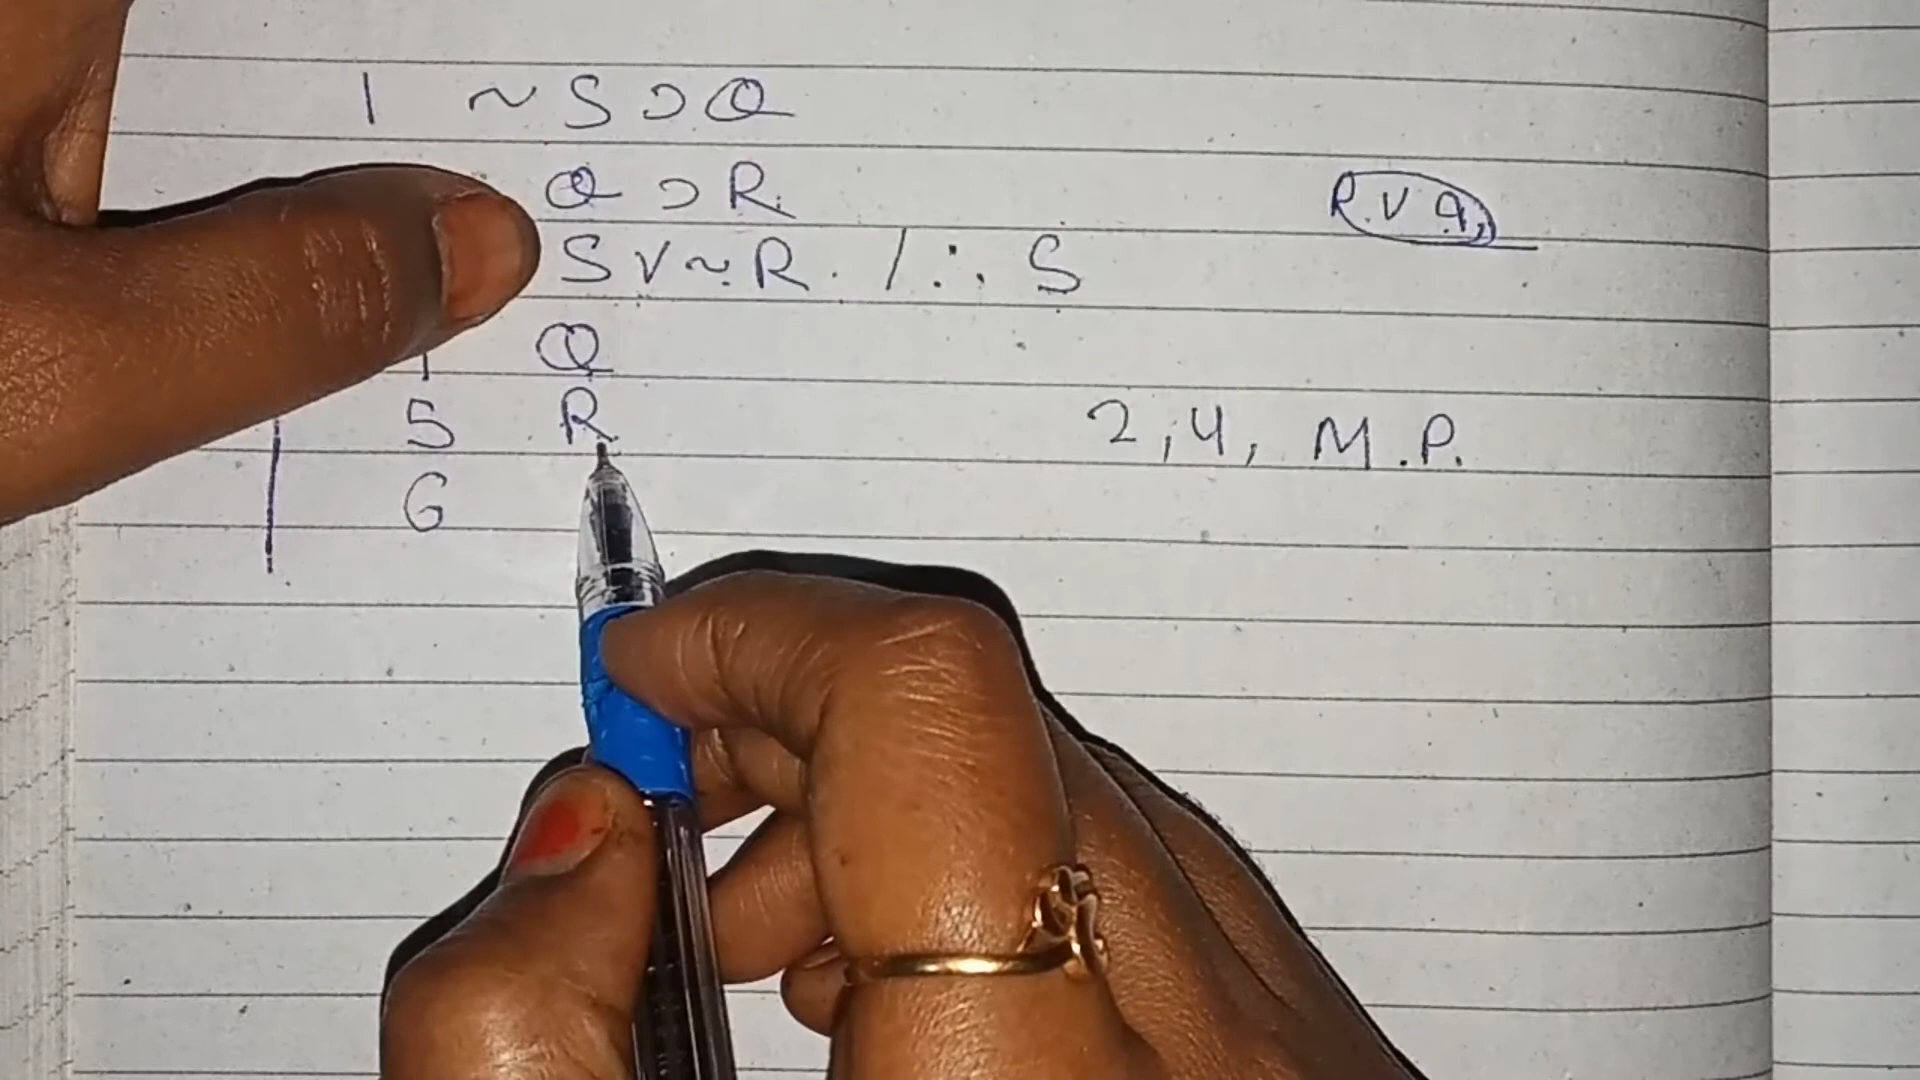 1 ~S⊃Q
Q⊃R
R.V.A,
S∨~R. /∴ S
Q
5 R 2,4, M.P.
6